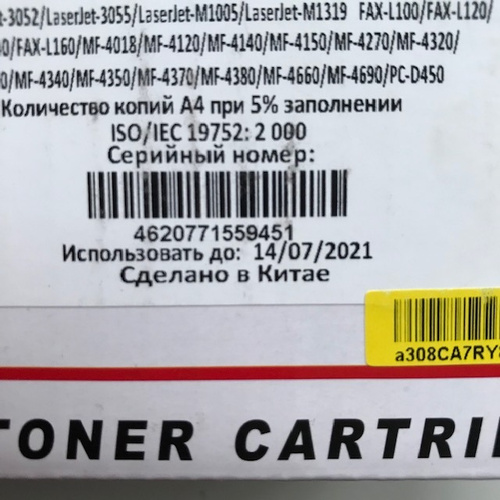 -3052/LaserJet-3055/LaserJet-M1005/LaserJet-M1319 FAX-L100/FAX-L120/
0/FAX-L160/MF-4018/MF-4120/MF-4140/MF-4150/MF-4270/MF-4320/
0/MF-4340/MF-4350/MF-4370/MF-4380/MF-4660/MF-4690/PC-D450
Количество копий А4 при 5% заполнении
ISO/IEC 19752: 2 000
Серийный номер:
4620771559451
Использовать до: 14/07/2021
Сделано в Китае
a308CA7RY
TONER CARTRI